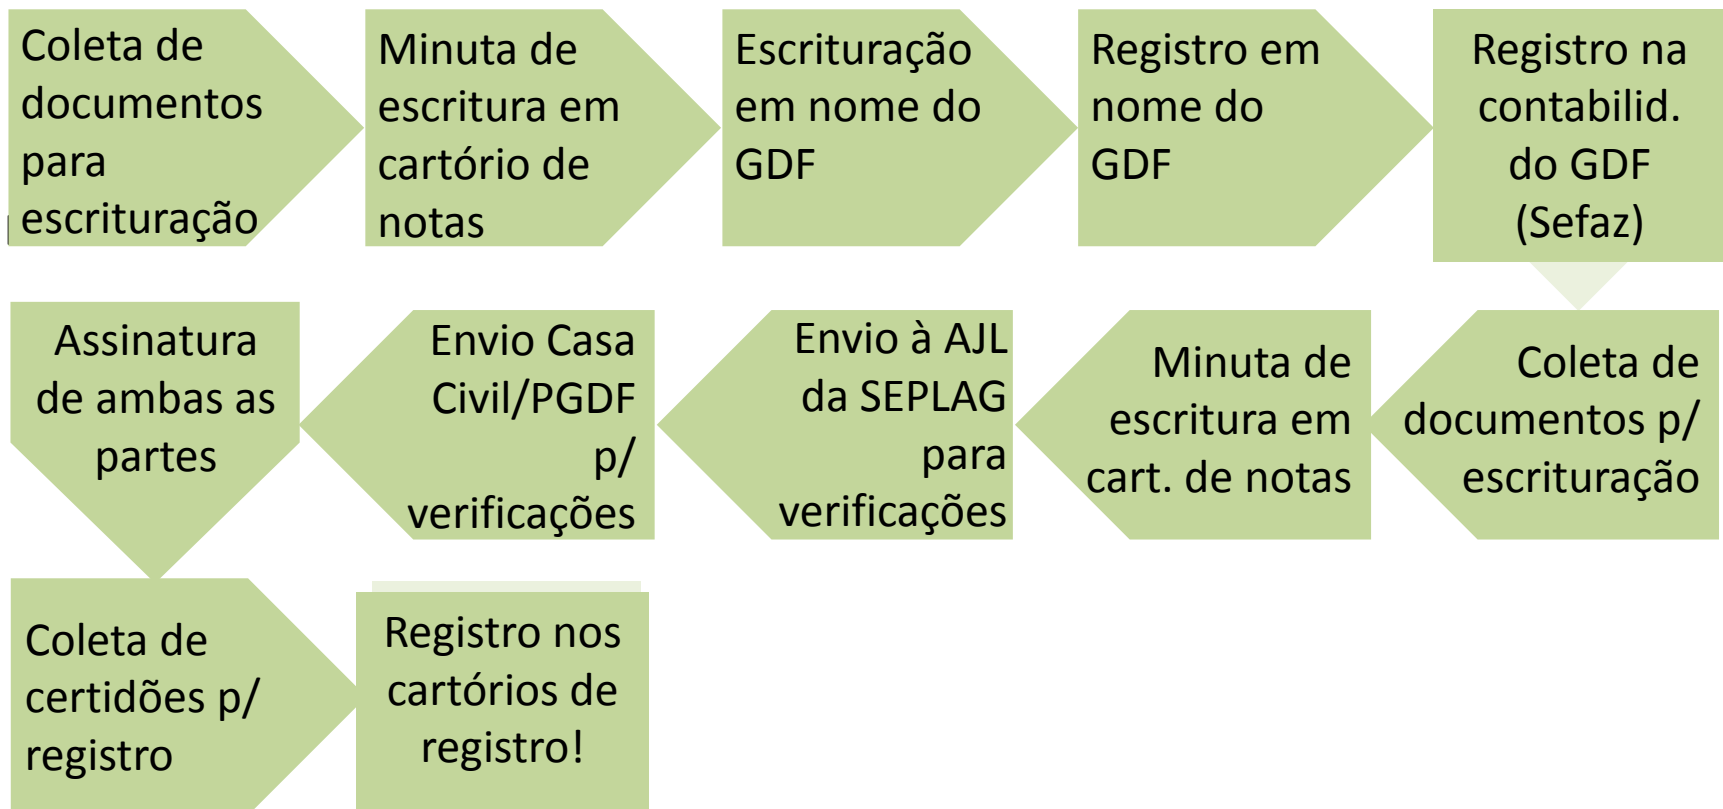 Coleta de
documentos
para
escrituração
Minuta de
escritura em
cartório de
notas
Escrituração
em nome do
GDF
Registro em
nome do
GDF
Registro na
contabilid.
do GDF
(Sefaz)
Coleta de
documentos p/
escrituração
Minuta de
escritura em
cart. de notas
Envio à AJL
da SEPLAG
para
verificações
Envio Casa
Civil/PGDF
p/
verificações
Assinatura
de ambas as
partes
Coleta de
certidões p/
registro
Registro nos
cartórios de
registro!